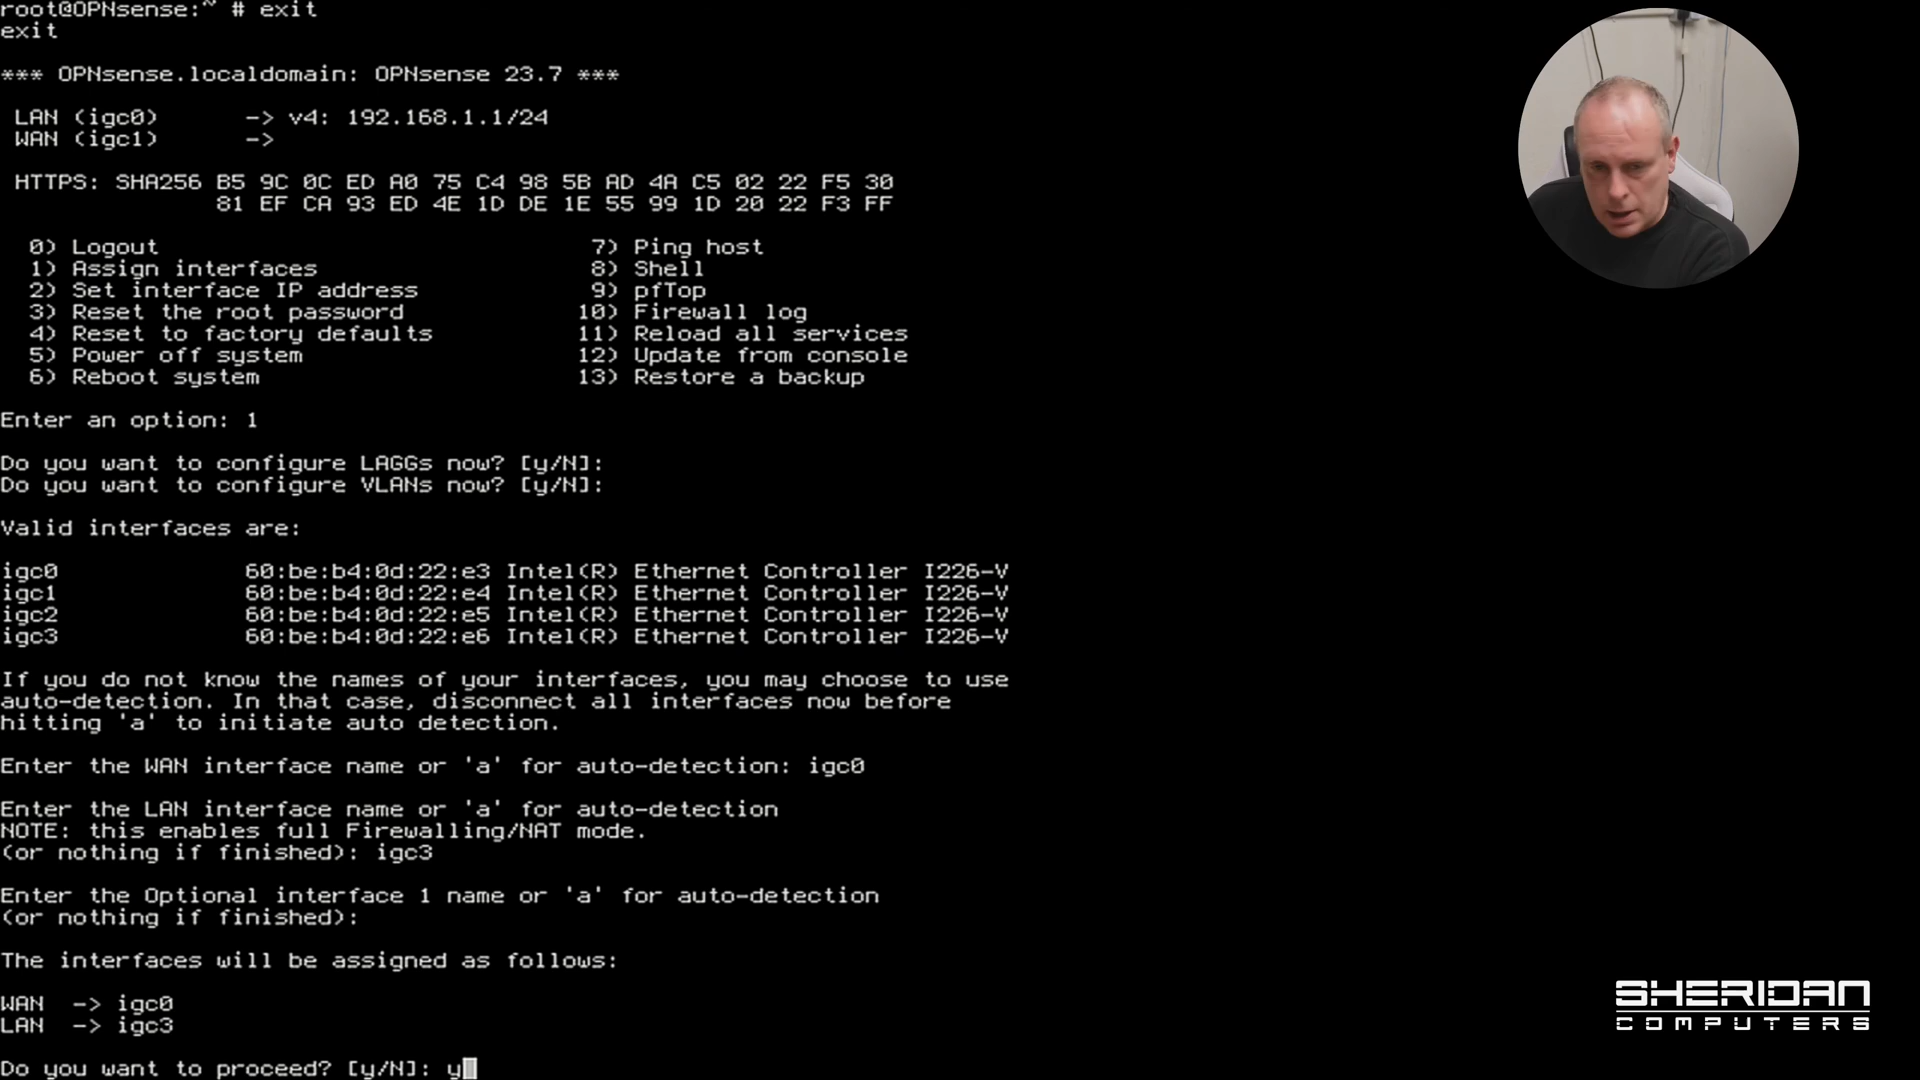 root@OPNsense:~ # exit
exit
*** OPNsense.localdomain: OPNsense 23.7 ***
LAN (igc0) -> v4: 192.168.1.1/24
WAN (igc1) ->
HTTPS: SHA256 B5 9C 0C ED A0 75 C4 98 5B AD 4A C5 02 22 F5 30
81 EF CA 93 ED 4E 1D DE 1E 55 99 1D 20 22 F3 FF
0) Logout 7) Ping host
1) Assign interfaces 8) Shell
2) Set interface IP address 9) pfTop
3) Reset the root password 10) Firewall log
4) Reset to factory defaults 11) Reload all services
5) Power off system 12) Update from console
6) Reboot system 13) Restore a backup
Enter an option: 1
Do you want to configure LAGGs now? [y/N]:
Do you want to configure VLANs now? [y/N]:
Valid interfaces are:
igc0 60:be:b4:0d:22:e3 Intel(R) Ethernet Controller I226-V
igc1 60:be:b4:0d:22:e4 Intel(R) Ethernet Controller I226-V
igc2 60:be:b4:0d:22:e5 Intel(R) Ethernet Controller I226-V
igc3 60:be:b4:0d:22:e6 Intel(R) Ethernet Controller I226-V
If you do not know the names of your interfaces, you may choose to use
auto-detection. In that case, disconnect all interfaces now before
hitting 'a' to initiate auto detection.
Enter the WAN interface name or 'a' for auto-detection: igc0
Enter the LAN interface name or 'a' for auto-detection
NOTE: this enables full Firewalling/NAT mode.
(or nothing if finished): igc3
Enter the Optional interface 1 name or 'a' for auto-detection
(or nothing if finished):
The interfaces will be assigned as follows:
WAN -> igc0
LAN -> igc3
Do you want to proceed? [y/N]: y
SHERIDAN
COMPUTERS